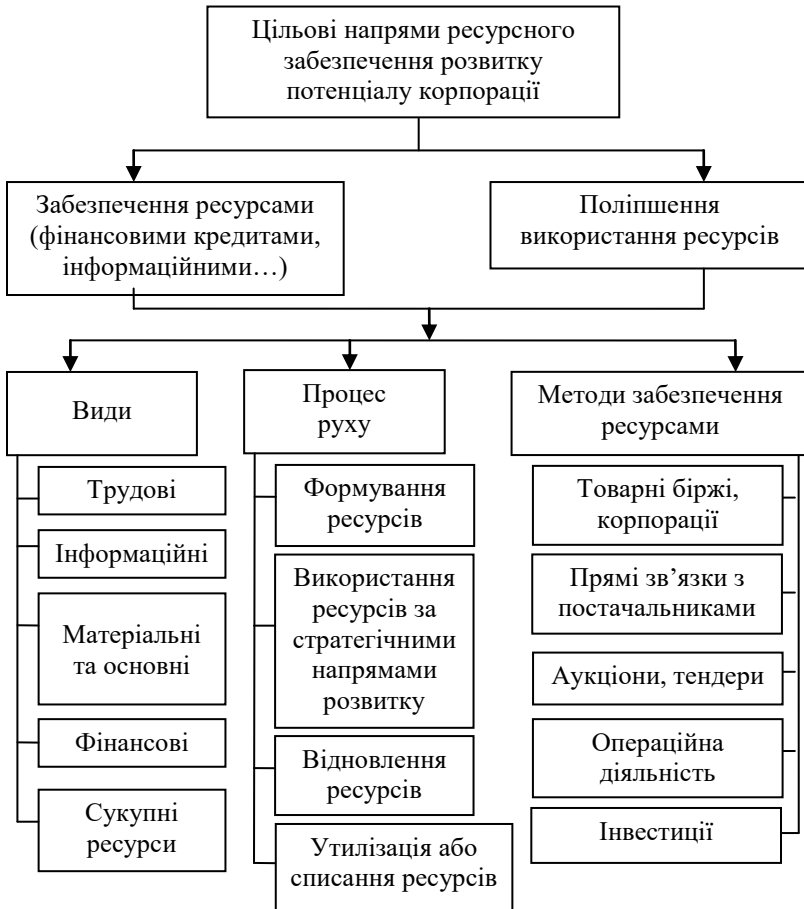 Цільові напрями ресурсного
забезпечення розвитку
потенціалу корпорації
Забезпечення ресурсами
(фінансовими кредитами,
інформаційними…)
Поліпшення
використання ресурсів
Види
Процес
руху
Методи забезпечення
ресурсами
Трудові
Інформаційні
Матеріальні
та основні
Фінансові
Сукупні
ресурси
Формування
ресурсів
Використання
ресурсів за
стратегічними
напрямами
розвитку
Відновлення
ресурсів
Утилізація або
списання ресурсів
Товарні біржі,
корпорації
Прямі зв’язки з
постачальниками
Аукціони, тендери
Операційна
діяльність
Інвестиції